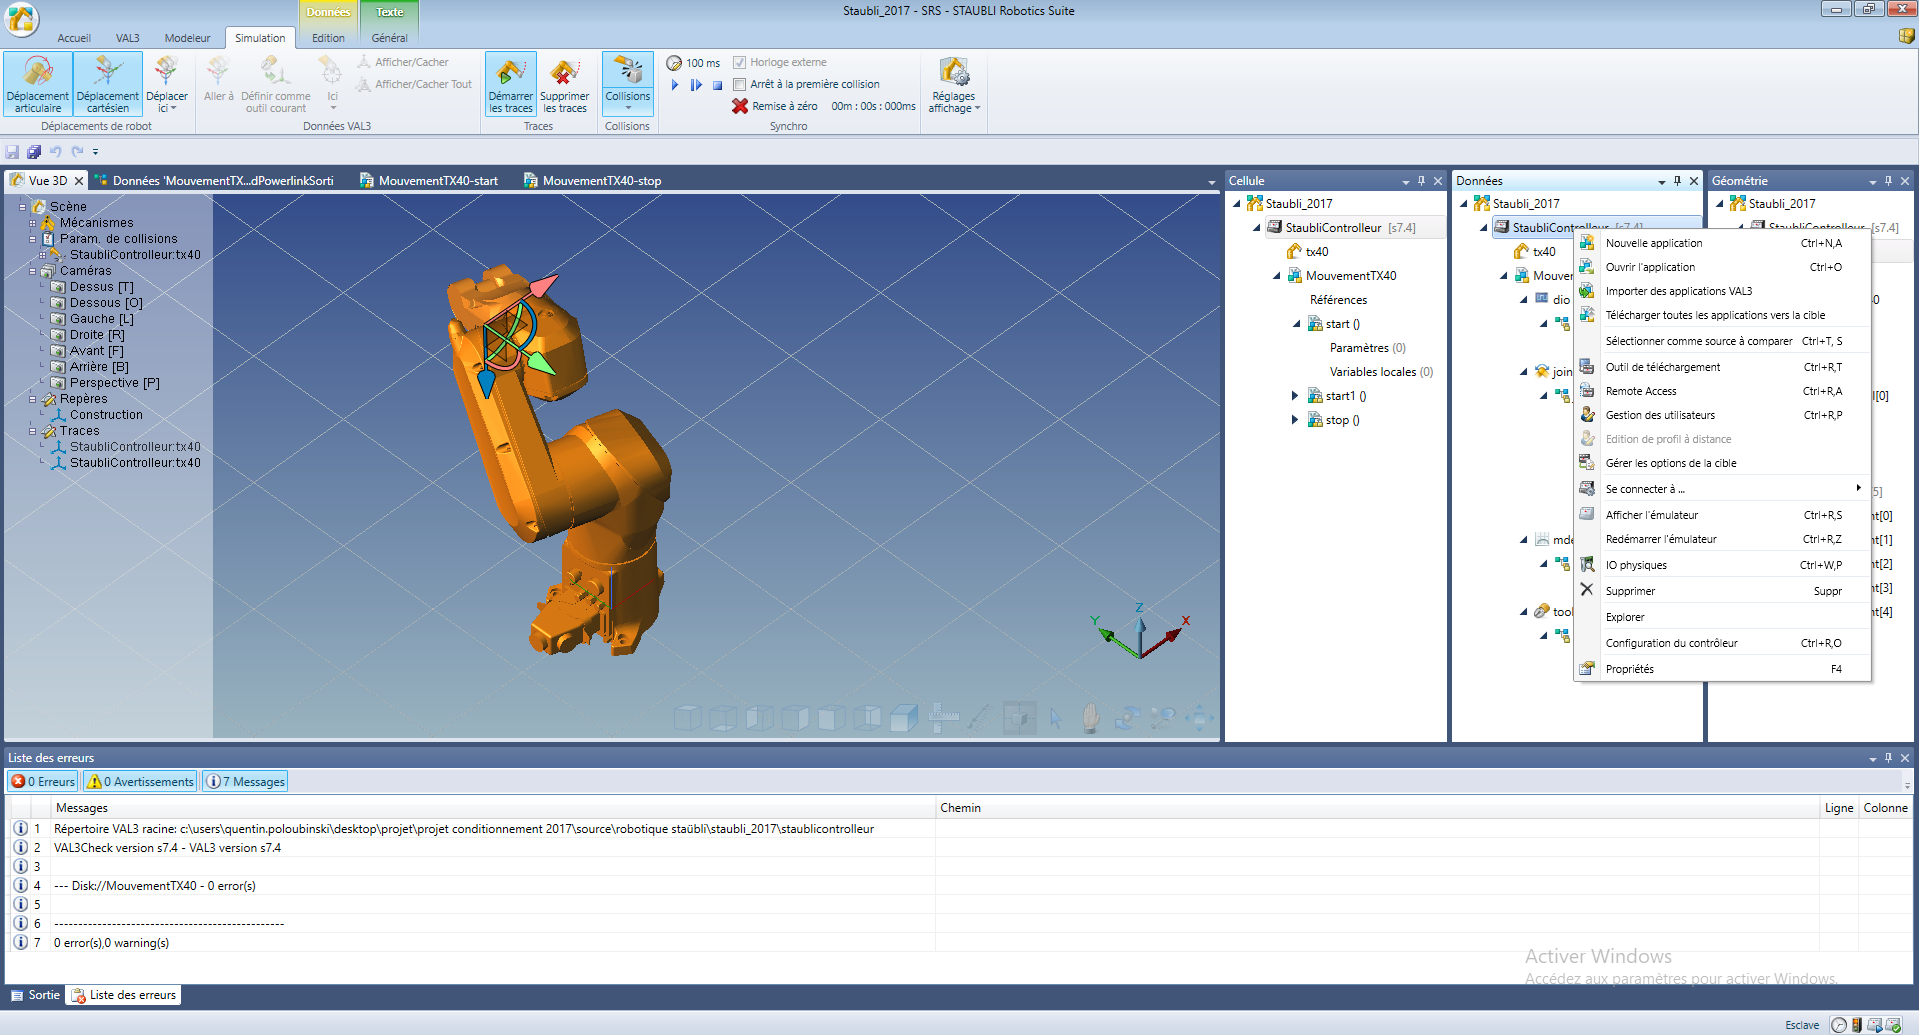 Staubli_2017 - SRS - STAUBLI Robotics Suite
Données
Texte
Accueil
VAL3
Modeleur
Simulation
Edition
Général
Déplacement articulaire
Déplacement cartésien
Déplacer ici
Déplacements de robot
Aller à
Définir comme outil courant
Ici
Afficher/Cacher
Afficher/Cacher Tout
Données VAL3
Démarrer les traces
Supprimer les traces
Traces
Collisions
Collisions
100 ms
Horloge externe
Arrêt à la première collision
Remise à zéro
00m : 00s : 000ms
Synchro
Réglages affichage
Vue 3D
Données 'MouvementTX...dPowerlinkSorti
MouvementTX40-start
MouvementTX40-stop
Scène
Mécanismes
Param. de collisions
StaubliControlleur:tx40
Caméras
Dessus [T]
Dessous [O]
Gauche [L]
Droite [R]
Avant [F]
Arrière [B]
Perspective [P]
Repères
Construction
Traces
StaubliControlleur:tx40
StaubliControlleur:tx40
Z
Y
X
Cellule
Staubli_2017
StaubliControlleur [s7.4]
tx40
MouvementTX40
Références
start ()
Paramètres (0)
Variables locales (0)
start1 ()
stop ()
Données
Staubli_2017
StaubliControlleur [s7.4]
tx40
Mouver
dio
join
mde
tool
Géométrie
Staubli_2017
StaubliControlleur [s7.4]
Nouvelle application Ctrl+N,A
Ouvrir l'application Ctrl+O
Importer des applications VAL3
Télécharger toutes les applications vers la cible
Sélectionner comme source à comparer Ctrl+T, S
Outil de téléchargement Ctrl+R,T
Remote Access Ctrl+R,A
Gestion des utilisateurs Ctrl+R,P
Edition de profil à distance
Gérer les options de la cible
Se connecter à ...
Afficher l'émulateur Ctrl+R,S
Redémarrer l'émulateur Ctrl+R,Z
IO physiques Ctrl+W,P
Supprimer Suppr
Explorer
Configuration du contrôleur Ctrl+R,O
Propriétés F4
0
l[0]
5]
nt[0]
nt[1]
nt[2]
nt[3]
nt[4]
Liste des erreurs
0 Erreurs
0 Avertissements
7 Messages
Messages
Chemin
Ligne
Colonne
1 Répertoire VAL3 racine: c:\users\quentin.poloubinski\desktop\projet\projet conditionnement 2017\source\robotique staübli\staubli_2017\staublicontrolleur
2 VAL3Check version s7.4 - VAL3 version s7.4
3
4 --- Disk://MouvementTX40 - 0 error(s)
5
6 ------------------------------------------------
7 0 error(s),0 warning(s)
Activer Windows
Accédez aux paramètres pour activer Windows.
Sortie
Liste des erreurs
Esclave